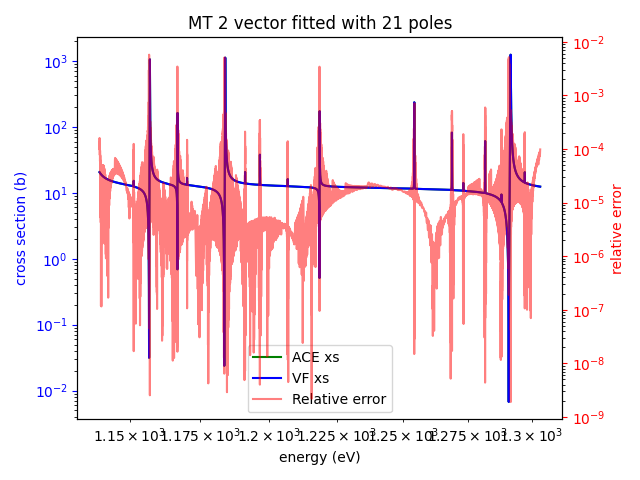 MT 2 vector fitted with 21 poles
cross section (b)
10³
10²
10¹
10⁰
10⁻¹
10⁻²
10⁻²
10⁻³
10⁻⁴
10⁻⁵
10⁻⁶
10⁻⁷
10⁻⁸
10⁻⁹
relative error
ACE xs
VF xs
Relative error
1.15 × 10³ 1.175 × 10³ 1.2 × 10³ 1.225 × 10³ 1.25 × 10³ 1.275 × 10³ 1.3 × 10³
energy (eV)